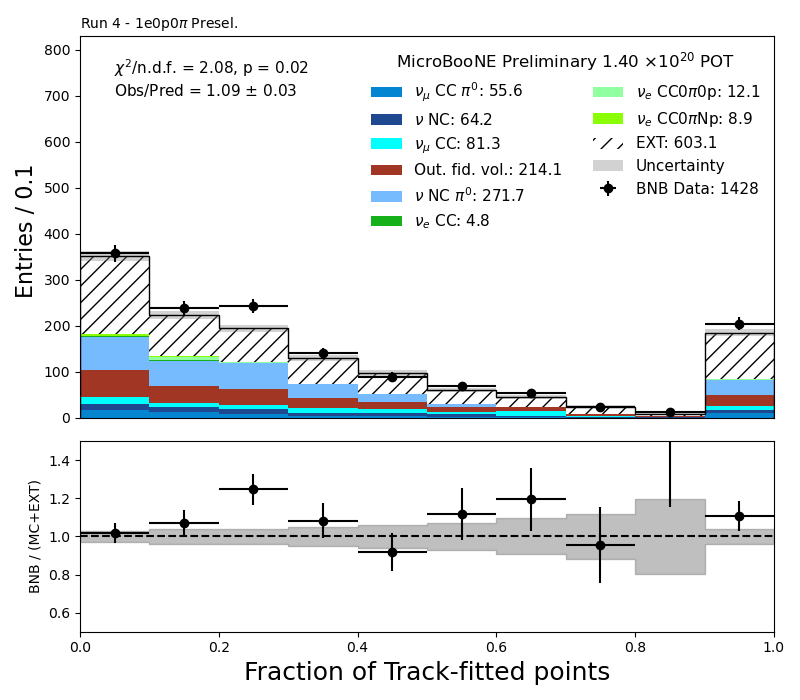 Run 4 - 1e0p0π Presel.
χ²/n.d.f. = 2.08, p = 0.02
Obs/Pred = 1.09 ± 0.03
MicroBooNE Preliminary 1.40 ×10²⁰ POT
ν_μ CC π⁰: 55.6
ν NC: 64.2
ν_μ CC: 81.3
Out. fid. vol.: 214.1
ν NC π⁰: 271.7
ν_e CC: 4.8
ν_e CC0π0p: 12.1
ν_e CC0πNp: 8.9
EXT: 603.1
Uncertainty
BNB Data: 1428
Entries / 0.1
800
700
600
500
400
300
200
100
0
BNB / (MC+EXT)
1.4
1.2
1.0
0.8
0.6
0.0 0.2 0.4 0.6 0.8 1.0
Fraction of Track-fitted points